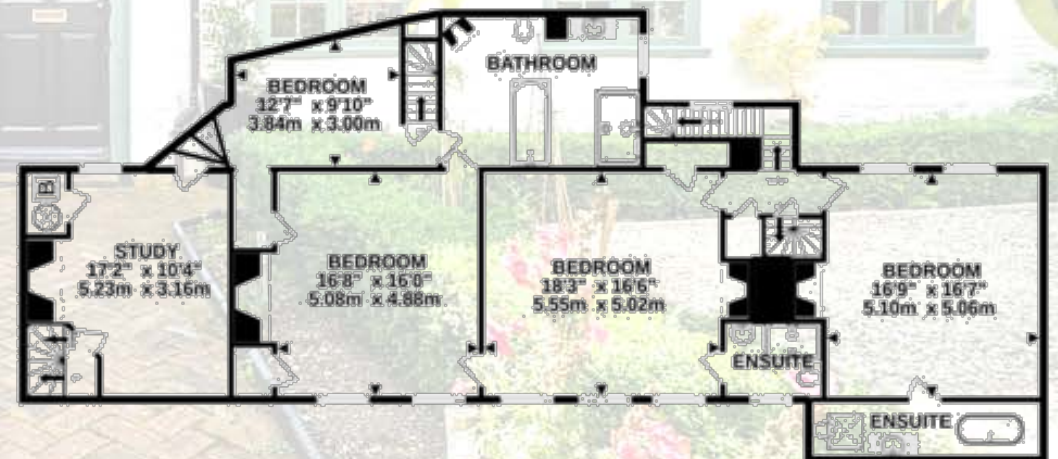 BATHROOM
BEDROOM
12'7" x 9'10"
3.84m x 3.00m
B
STUDY
17'2" x 10'4"
5.23m x 3.16m
BEDROOM
16'8" x 16'0"
5.08m x 4.88m
BEDROOM
18'3" x 16'6"
5.55m x 5.02m
BEDROOM
16'9" x 16'7"
5.10m x 5.06m
ENSUITE
ENSUITE